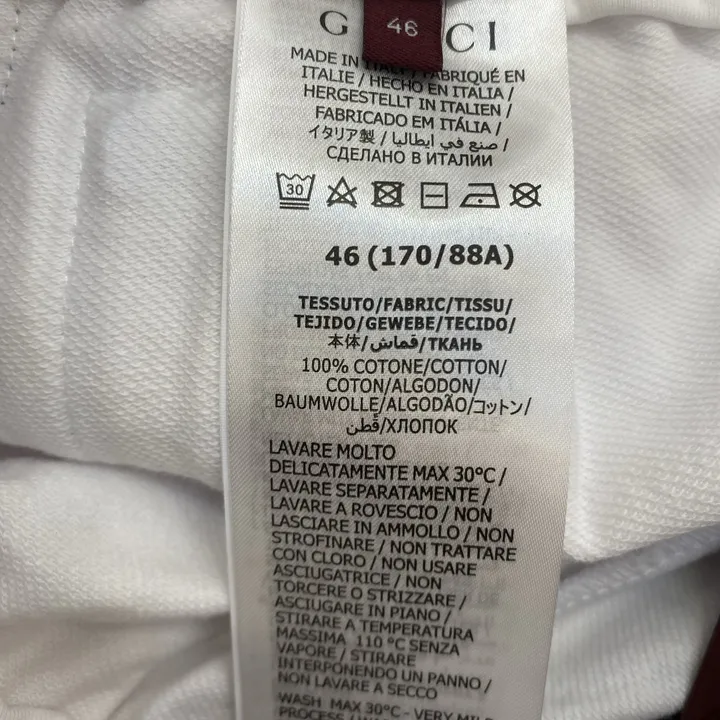 G CI
46
MADE IN ITALY / FABRIQUÉ EN
ITALIE / HECHO EN ITALIA /
HERGESTELLT IN ITALIEN /
FABRICADO EM ITÁLIA /
イタリア製 / صنع في ايطاليا /
СДЕЛАНО В ИТАЛИИ
30
46 (170/88A)
TESSUTO/FABRIC/TISSU/
TEJIDO/GEWEBE/TECIDO/
本体/قماش/ТКАНЬ
100% COTONE/COTTON/
COTON/ALGODON/
BAUMWOLLE/ALGODÃO/コットン/
قطن/ХЛОПОК
LAVARE MOLTO
DELICATAMENTE MAX 30°C /
LAVARE SEPARATAMENTE /
LAVARE A ROVESCIO / NON
LASCIARE IN AMMOLLO / NON
STROFINARE / NON TRATTARE
CON CLORO / NON USARE
ASCIUGATRICE / NON
TORCERE O STRIZZARE /
ASCIUGARE IN PIANO /
STIRARE A TEMPERATURA
MASSIMA 110 °C SENZA
VAPORE / STIRARE
INTERPONENDO UN PANNO /
NON LAVARE A SECCO
WASH MAX 30°C - VERY MILD
PROCESS /